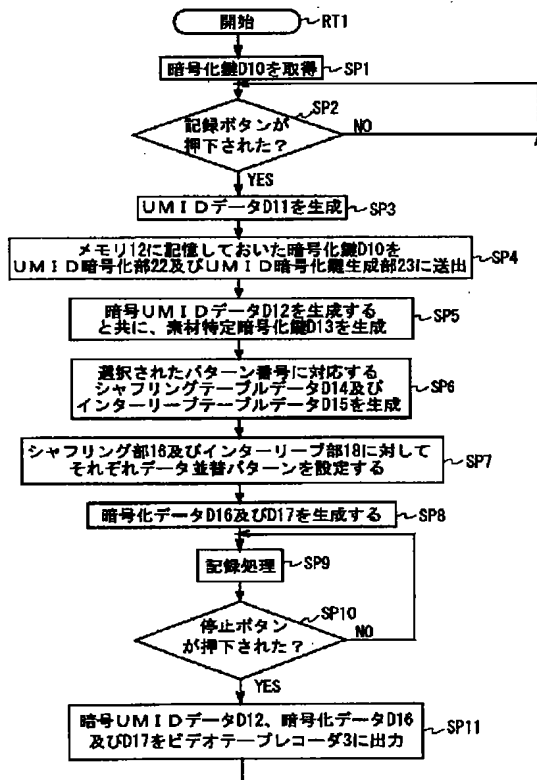 開始
RT1
暗号化鍵D10を取得
SP1
SP2
記録ボタンが
押下された?
NO
YES
UMIDデータD11を生成
SP3
メモリ12に記憶しておいた暗号化鍵D10を
UMID暗号化部22及びUMID暗号化鍵生成部23に送出
SP4
暗号UMIDデータD12を生成する
と共に、素材特定暗号化鍵D13を生成
SP5
選択されたパターン番号に対応する
シャフリングテーブルデータD14及び
インターリーブテーブルデータD15を生成
SP6
シャフリング部16及びインターリーブ部18に対して
それぞれデータ並替パターンを設定する
SP7
暗号化データD16及びD17を生成する
SP8
記録処理
SP9
SP10
停止ボタン
が押下された?
NO
YES
暗号UMIDデータD12、暗号化データD16
及びD17をビデオテープレコーダ3に出力
SP11